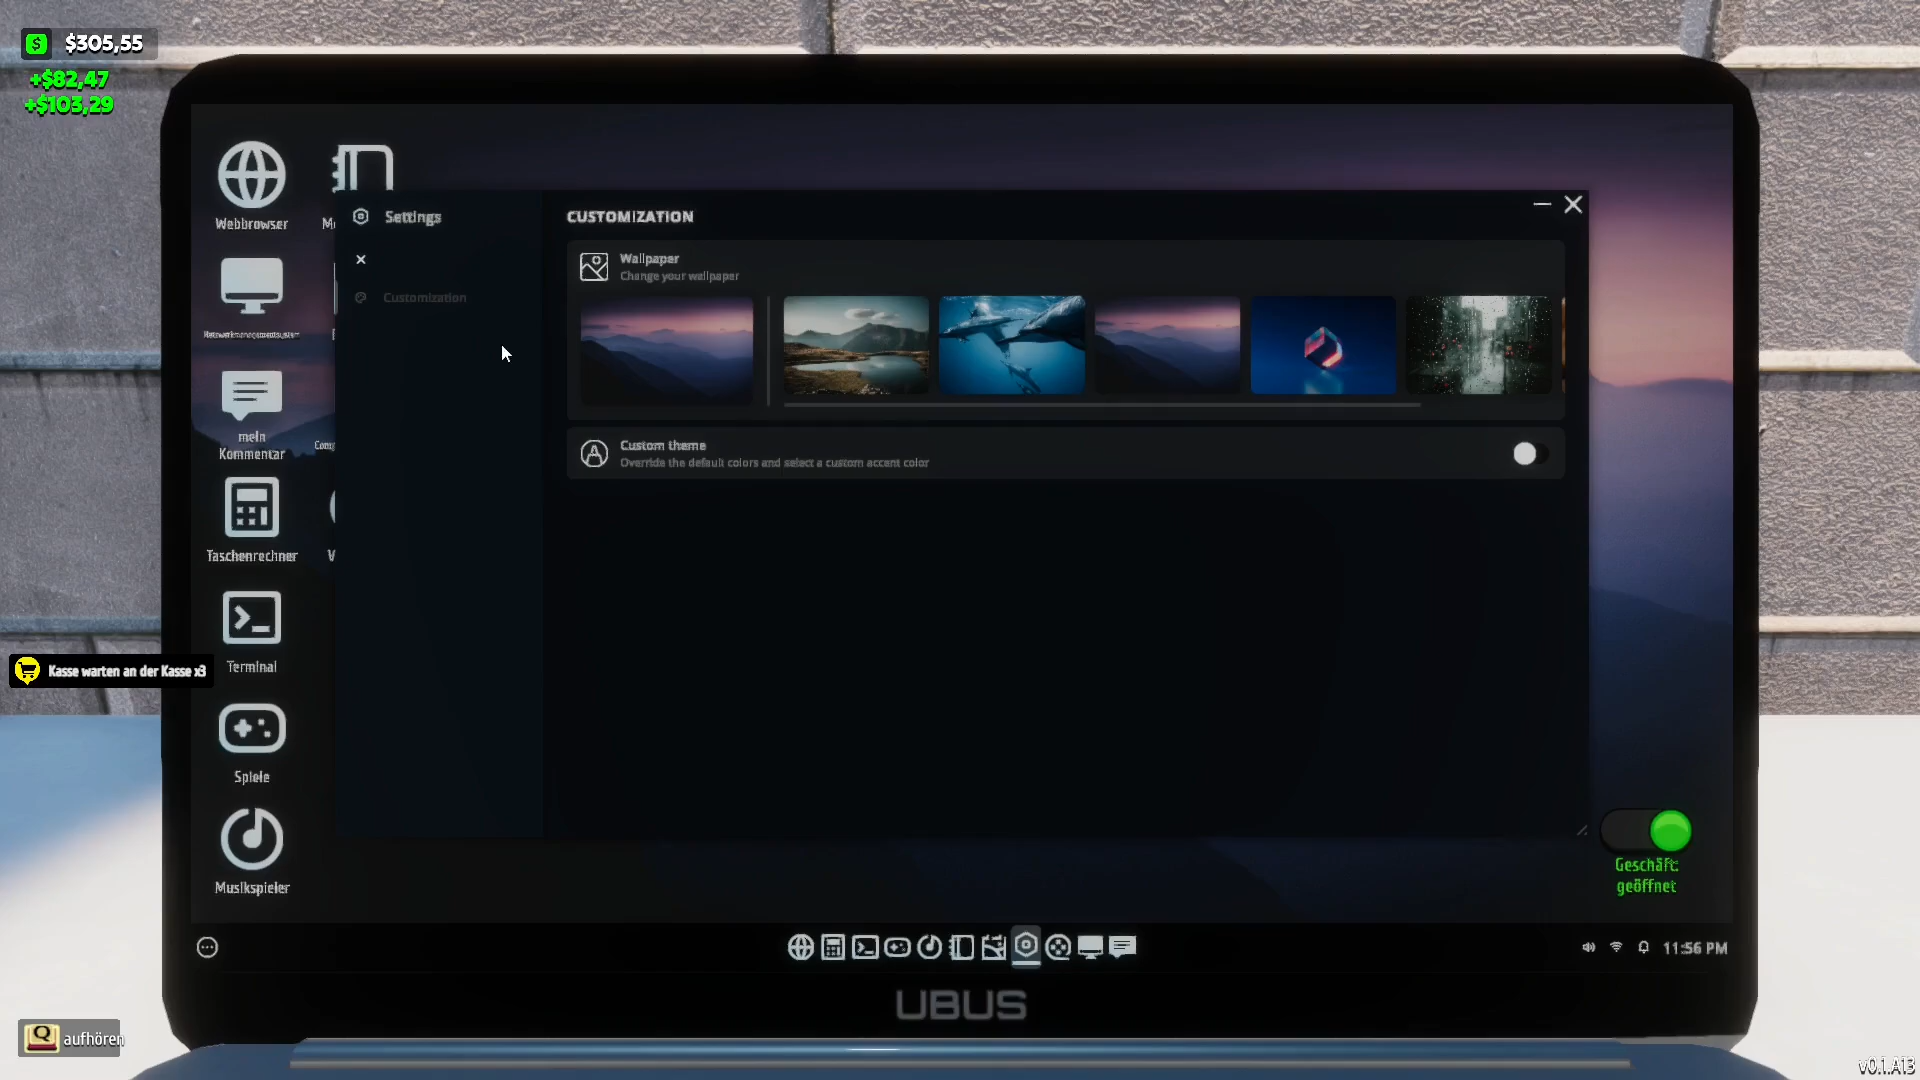 $ $305,55
+$82,47
+$103,29
Webbrowser
Settings
Customization
CUSTOMIZATION
Wallpaper
Change your wallpaper
Custom theme
Override the default colors and select a custom accent color
mein
Kommentar
Taschenrechner
Terminal
Kasse warten an der Kasse x3
Spiele
Musikspieler
Geschäft:
geöffnet
11:56 PM
UBUS
Q aufhören
v0.1.A13